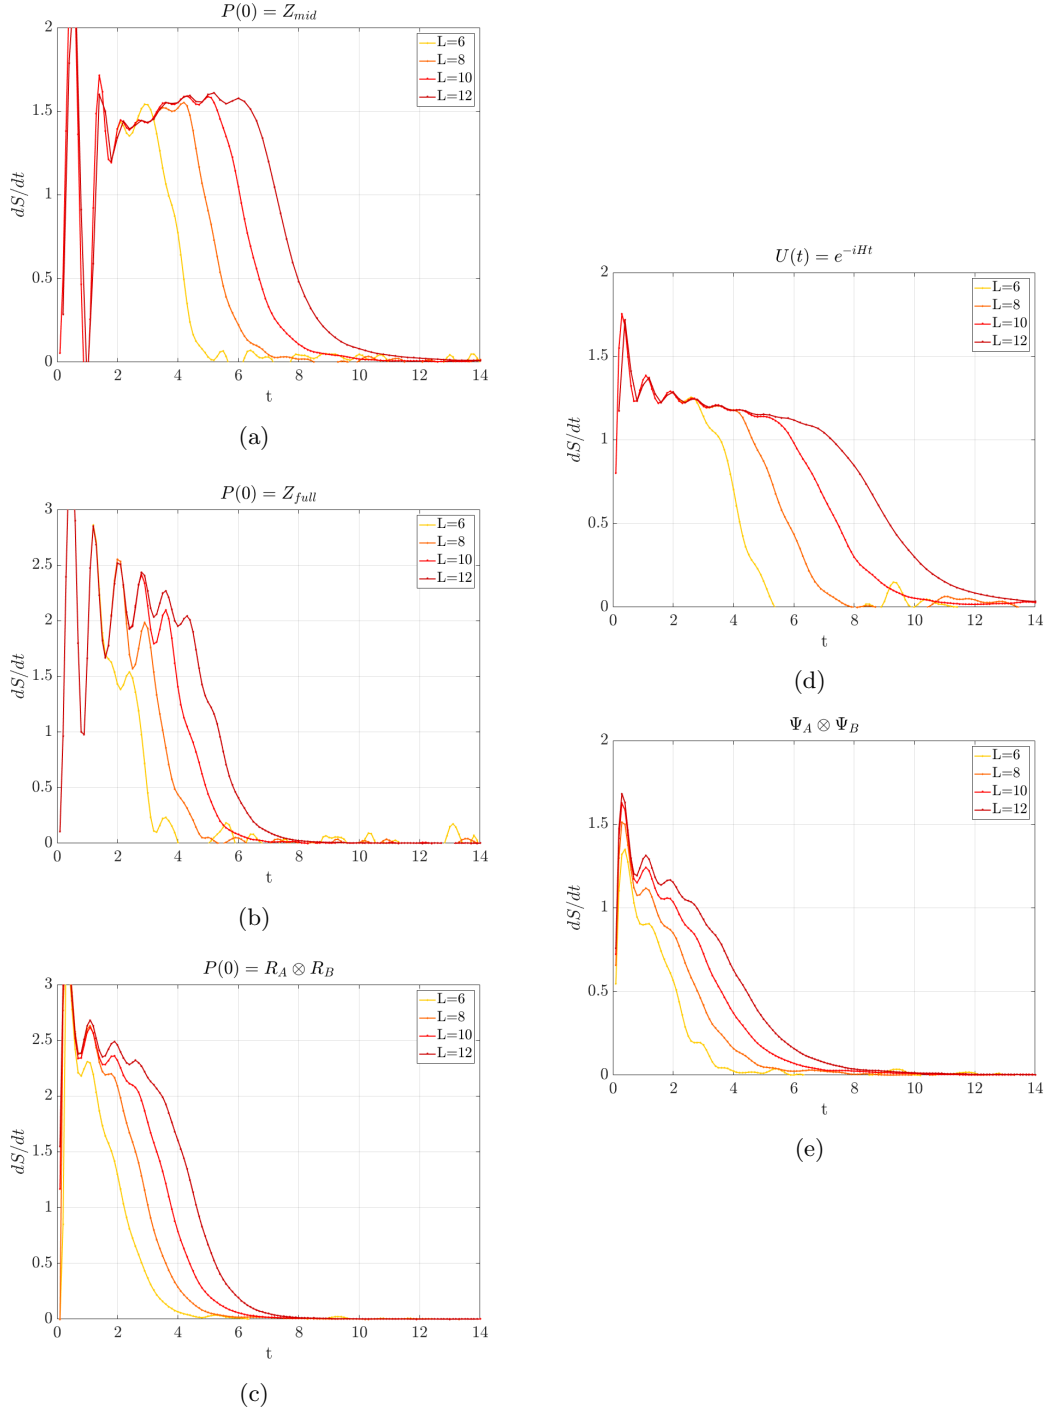 P(0) = Z_{mid}
2
1.5
1
0.5
0
dS/dt
L=6
L=8
L=10
L=12
0 2 4 6 8 10 12 14
t
(a)
P(0) = Z_{full}
3
2.5
2
1.5
1
0.5
0
dS/dt
L=6
L=8
L=10
L=12
0 2 4 6 8 10 12 14
t
(b)
P(0) = R_A ⊗ R_B
3
2.5
2
1.5
1
0.5
0
dS/dt
L=6
L=8
L=10
L=12
0 2 4 6 8 10 12 14
t
(c)
U(t) = e^{-iHt}
2
1.5
1
0.5
0
dS/dt
L=6
L=8
L=10
L=12
0 2 4 6 8 10 12 14
t
(d)
Ψ_A ⊗ Ψ_B
2
1.5
1
0.5
0
dS/dt
L=6
L=8
L=10
L=12
0 2 4 6 8 10 12 14
t
(e)